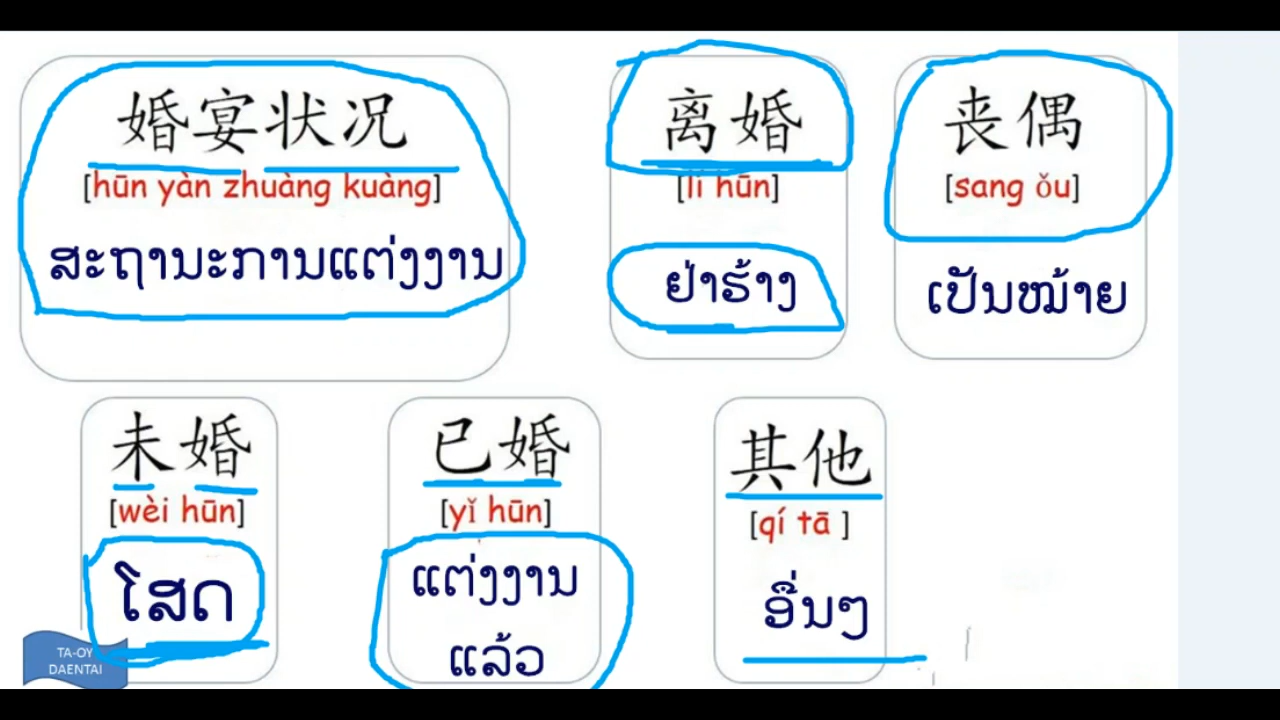 婚宴状况
[hūn yàn zhuàng kuàng]
ສະຖານະການແຕ່ງງານ
离婚
[lí hūn]
ຢ່າຮ້າງ
丧偶
[sang ǒu]
ເປັນໝ້າຍ
未婚
[wèi hūn]
ໂສດ
已婚
[yǐ hūn]
ແຕ່ງງານ
ແລ້ວ
其他
[qí tā ]
ອື່ນໆ
TA-OY
DAENTAI